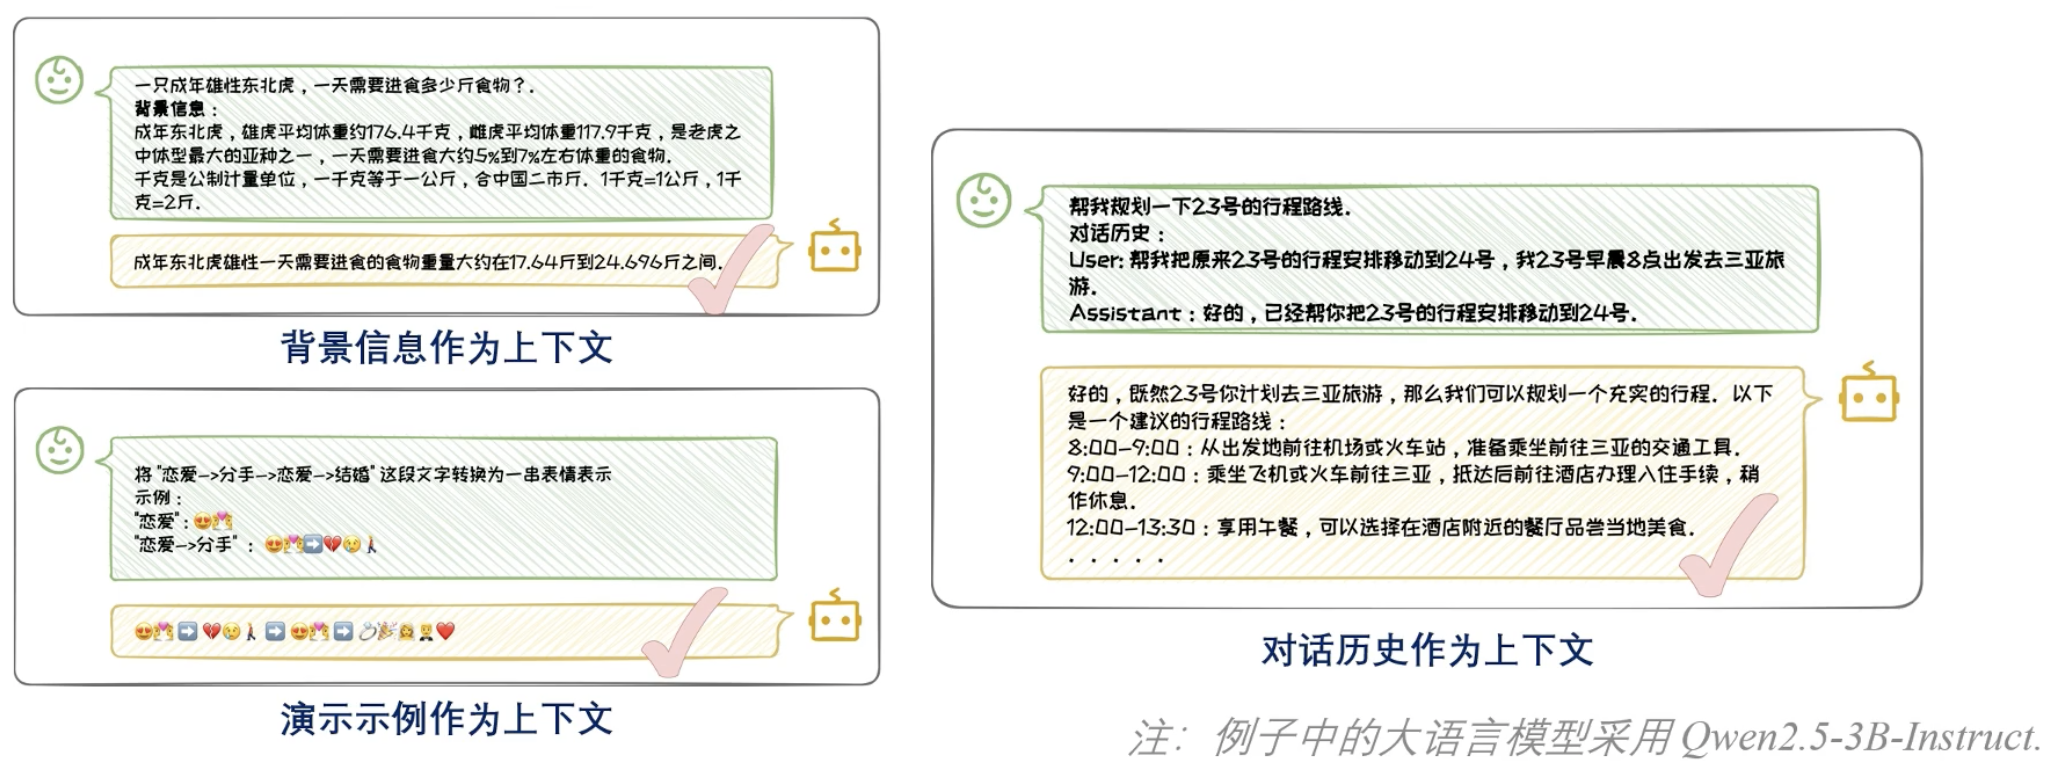 一只成年雄性东北虎，一天需要进食多少斤食物？.
背景信息：
成年东北虎，雄虎平均体重约176.4千克，雌虎平均体重117.9千克，是老虎之
中体型最大的亚种之一，一天需要进食大约5%到7%左右体重的食物.
千克是公制计量单位，一千克等于一公斤，合中国二市斤. 1千克=1公斤，1千
克=2斤.
成年东北虎雄性一天需要进食的食物重量大约在17.64斤到24.696斤之间.
背景信息作为上下文
将 "恋爱->分手->恋爱->结婚" 这段文字转换为一串表情表示
示例：
"恋爱": 😍💏
"恋爱->分手" ： 😍💏➡️💔😢🚶
😍💏➡️💔😢🚶➡️😍💏➡️💍🎉👰🤵❤️
演示示例作为上下文
帮我规划一下23号的行程路线.
对话历史：
User: 帮我把原来23号的行程安排移动到24号，我23号早晨8点出发去三亚旅
游.
Assistant：好的，已经帮你把23号的行程安排移动到24号.
好的，既然23号你计划去三亚旅游，那么我们可以规划一个充实的行程. 以下
是一个建议的行程路线：
8:00-9:00：从出发地前往机场或火车站，准备乘坐前往三亚的交通工具.
9:00-12:00：乘坐飞机或火车前往三亚，抵达后前往酒店办理入住手续，稍
作休息.
12:00-13:30：享用午餐，可以选择在酒店附近的餐厅品尝当地美食.
. . . . .
对话历史作为上下文
注：例子中的大语言模型采用 Qwen2.5-3B-Instruct.